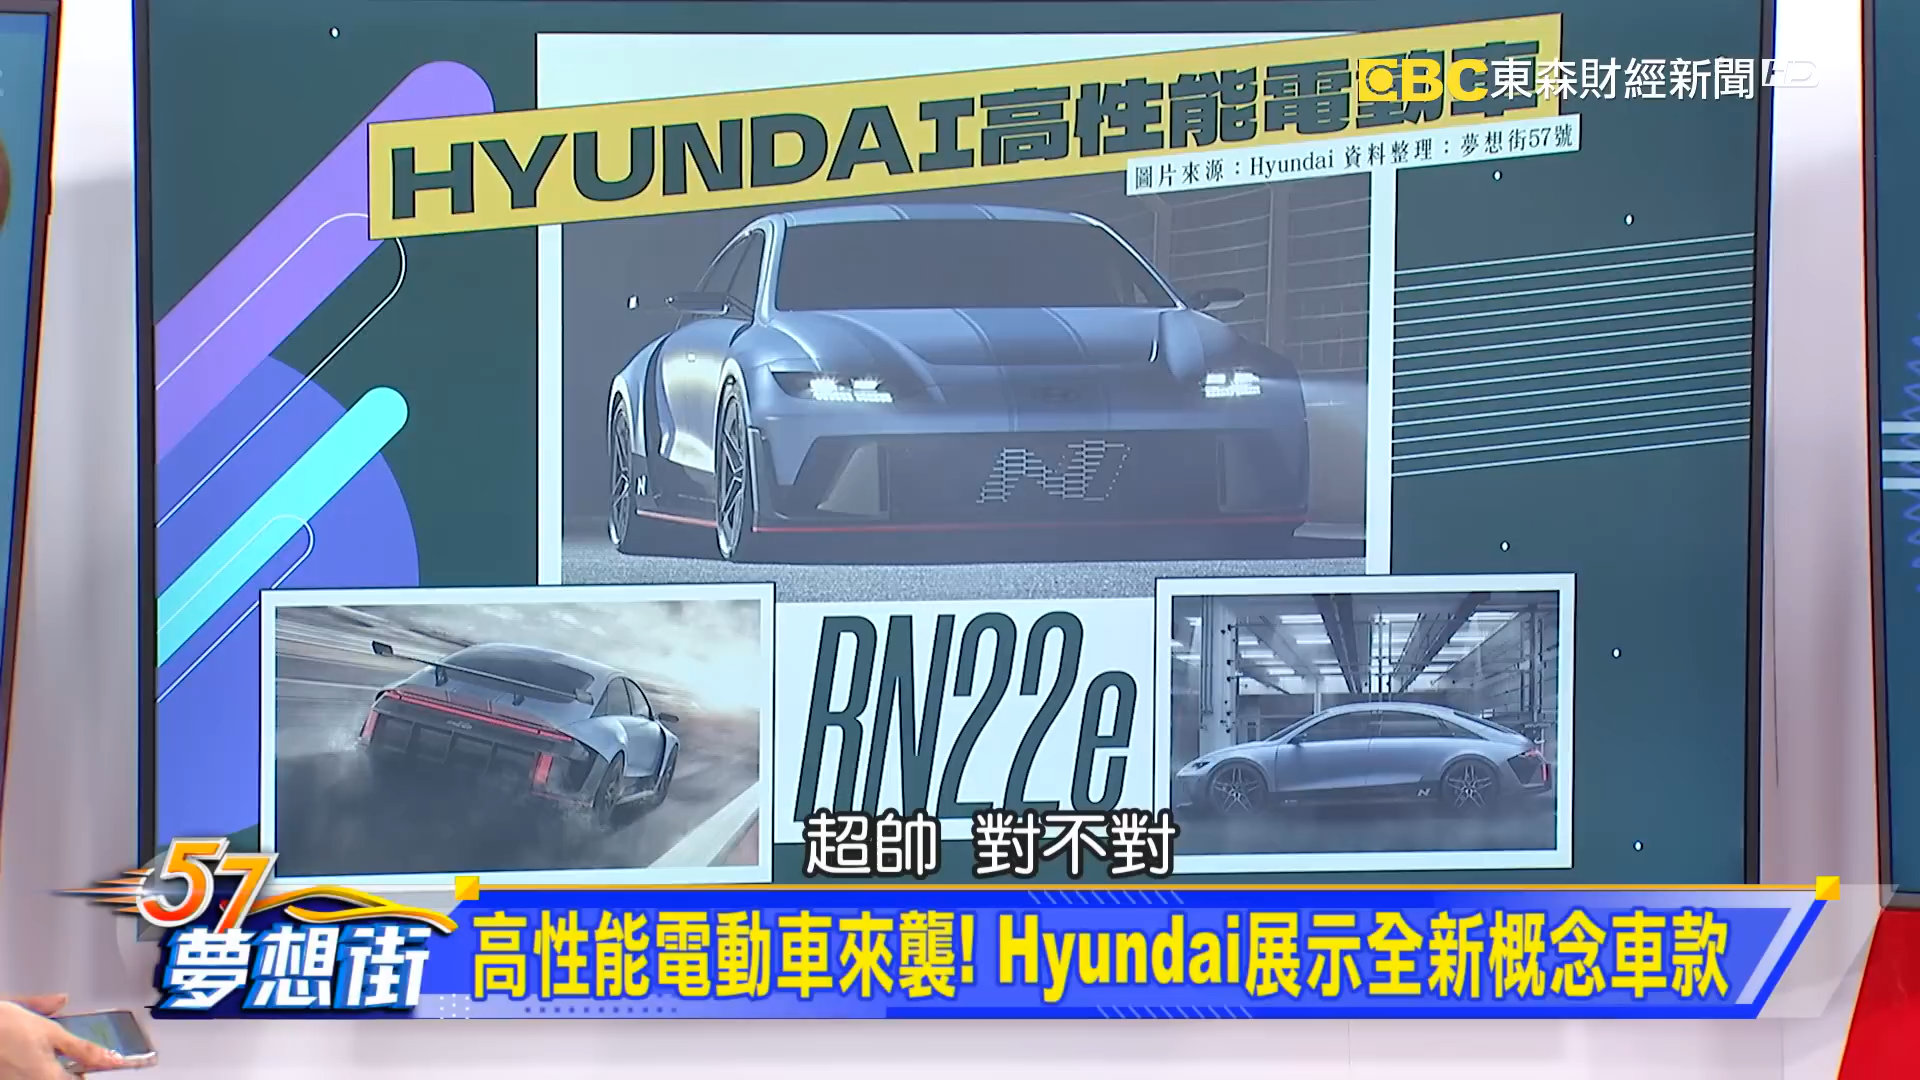 EBC東森財經新聞HD
HYUNDAI高性能電動車
圖片來源：Hyundai 資料整理：夢想街57號
N
N
RN22e
N
超帥 對不對
57
夢想街
高性能電動車來襲! Hyundai展示全新概念車款